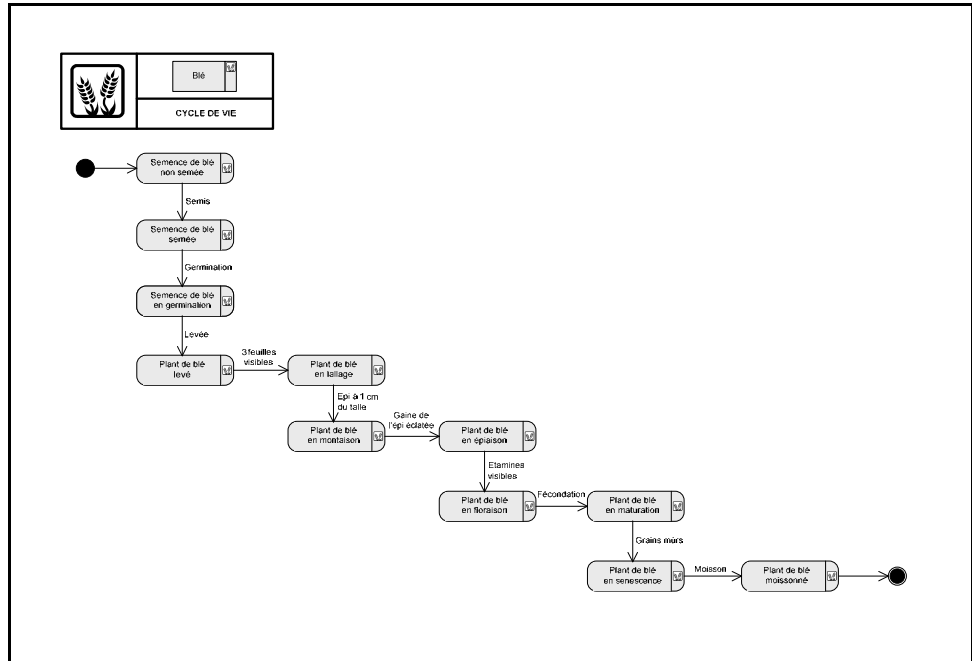 Blé
CYCLE DE VIE
Semence de blé
non semée
Semis
Semence de blé
semée
Germination
Semence de blé
en germination
Levée
Plant de blé
levé
3 feuilles
visibles
Plant de blé
en tallage
Epi à 1 cm
du talle
Plant de blé
en montaison
Gaine de
l'épi éclatée
Plant de blé
en épiaison
Etamines
visibles
Plant de blé
en floraison
Fécondation
Plant de blé
en maturation
Grains mûrs
Plant de blé
en senescence
Moisson
Plant de blé
moissonné